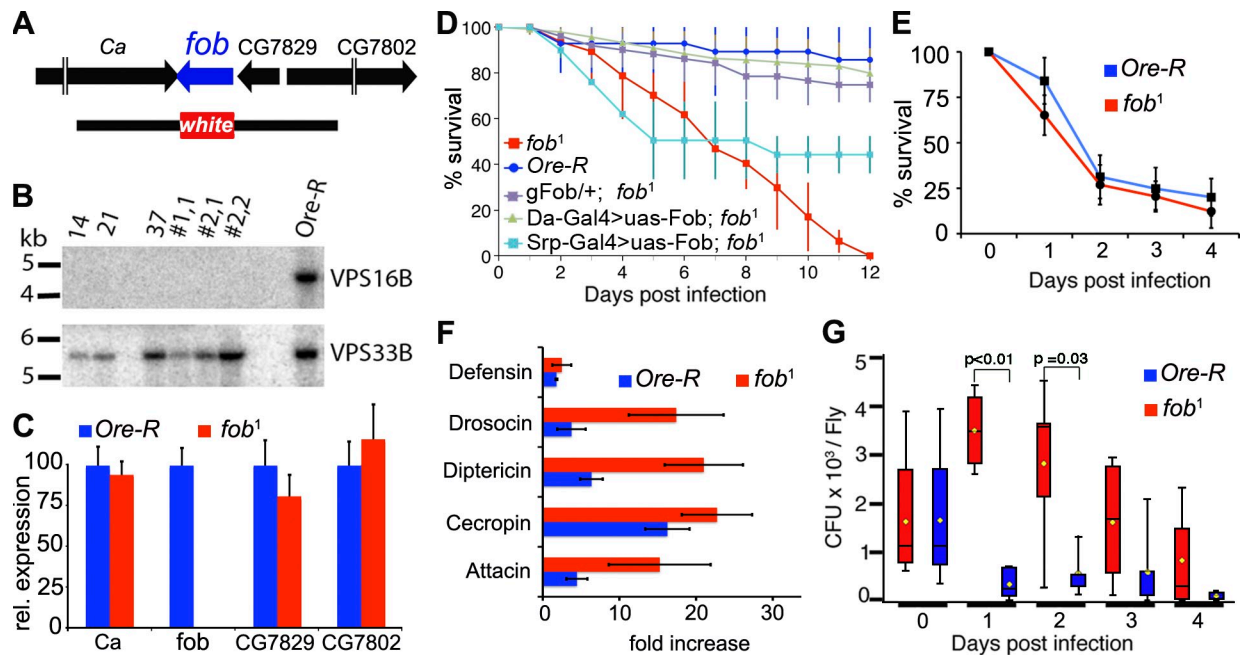 A
Ca
fob
CG7829
CG7802
white
B
14
21
37
#1,1
#2,1
#2,2
Ore-R
kb
5
4
VPS16B
6
5
VPS33B
C
Ore-R
fob¹
rel. expression
100
75
50
25
0
Ca
fob
CG7829
CG7802
D
% survival
100
80
60
40
20
0
fob¹
Ore-R
gFob/+; fob¹
Da-Gal4>uas-Fob; fob¹
Srp-Gal4>uas-Fob; fob¹
0 2 4 6 8 10 12
Days post infection
E
% survival
100
75
50
25
0
Ore-R
fob¹
0 1 2 3 4
Days post infection
F
Ore-R
fob¹
Defensin
Drosocin
Diptericin
Cecropin
Attacin
0 10 20 30
fold increase
G
CFU x 10³ / Fly
5
4
3
2
1
0
p<0.01
p =0.03
Ore-R
fob¹
0 1 2 3 4
Days post infection